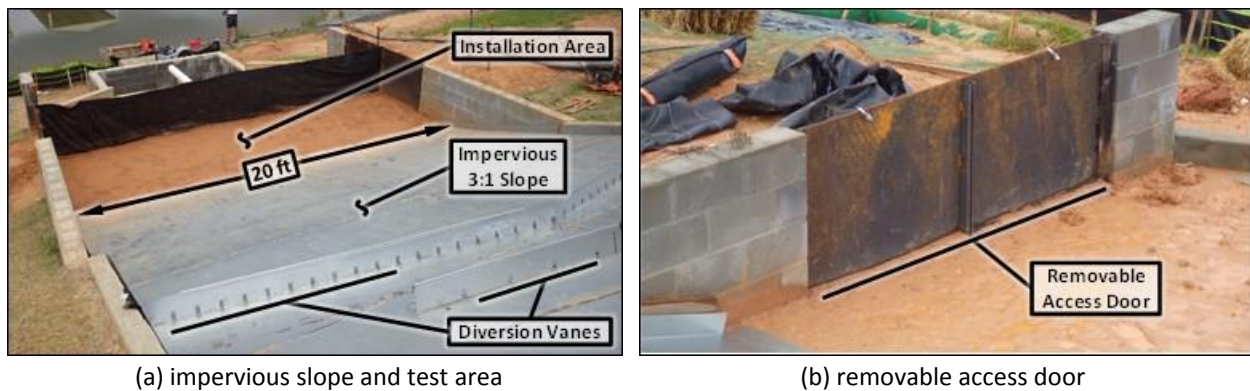 Installation Area
20 ft
Impervious
3:1 Slope
Diversion Vanes
Removable
Access Door
(a) impervious slope and test area
(b) removable access door